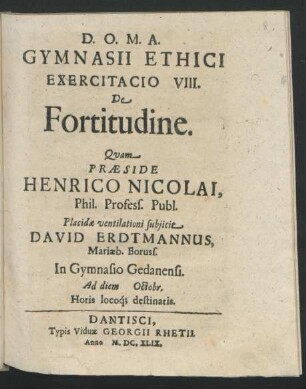 D. O. M. A.
GYMNASII ETHICI
EXERCITACIO VIII.
De
Fortitudine.
Quam
PRÆSIDE
HENRICO NICOLAI,
Phil. Profess. Publ.
Placidæ ventilationi subjicit
DAVID ERDTMANNUS,
Mariæb. Boruss.
In Gymnasio Gedanensi.
Ad diem Octobr.
Horis locoq; destinatis.
DANTISCI,
Typis Viduæ GEORGII RHETII.
Anno M. DC, XLIX.